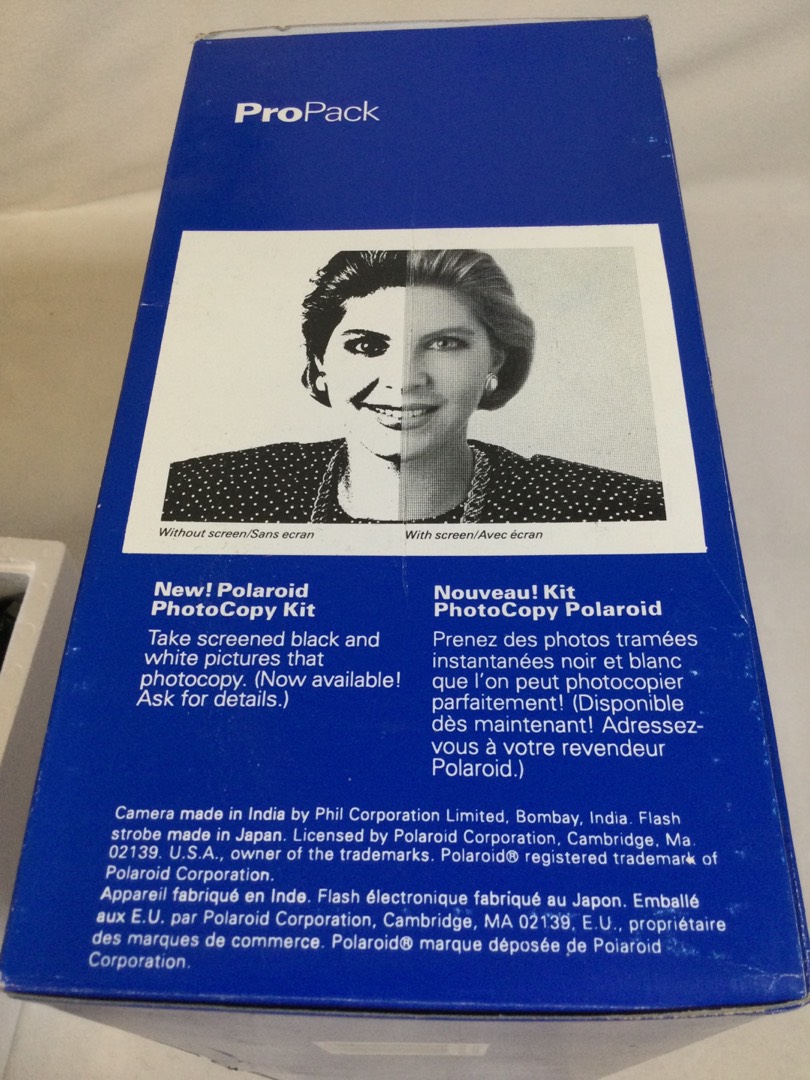 ProPack
Without screen/Sans ecran
With screen/Avec écran
New! Polaroid
PhotoCopy Kit
Take screened black and
white pictures that
photocopy. (Now available!
Ask for details.)
Nouveau! Kit
PhotoCopy Polaroid
Prenez des photos tramées
instantanées noir et blanc
que l'on peut photocopier
parfaitement! (Disponible
dès maintenant! Adressez-
vous à votre revendeur
Polaroid.)
Camera made in India by Phil Corporation Limited, Bombay, India. Flash
strobe made in Japan. Licensed by Polaroid Corporation, Cambridge, Ma.
02139. U.S.A., owner of the trademarks. Polaroid® registered trademark of
Polaroid Corporation.
Appareil fabriqué en Inde. Flash électronique fabriqué au Japon. Emballé
aux E.U. par Polaroid Corporation, Cambridge, MA 02139, E.U., propriétaire
des marques de commerce. Polaroid® marque déposée de Polaroid
Corporation.